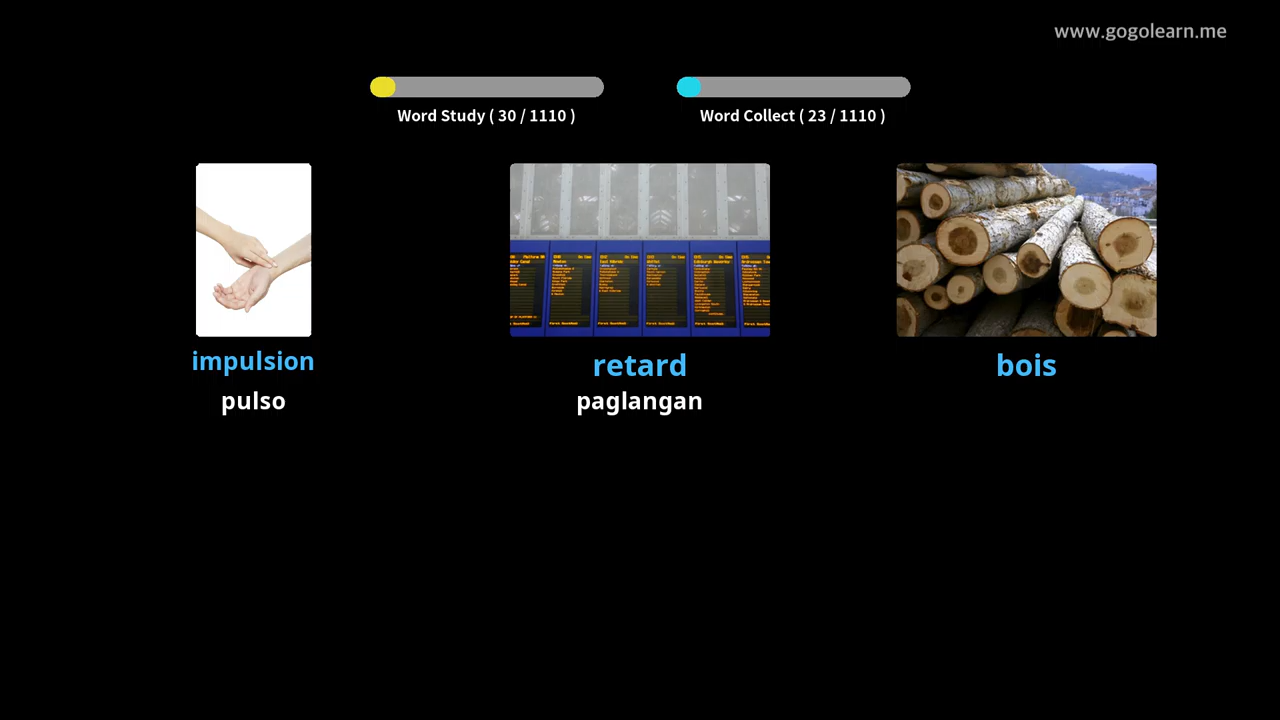 www.gogolearn.me
Word Study ( 30 / 1110 )
Word Collect ( 23 / 1110 )
impulsion
retard
bois
pulso
paglangan